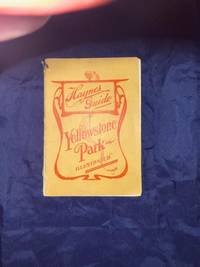 Haynes
Guide
Yellowstone
Park
ILLUSTRATED